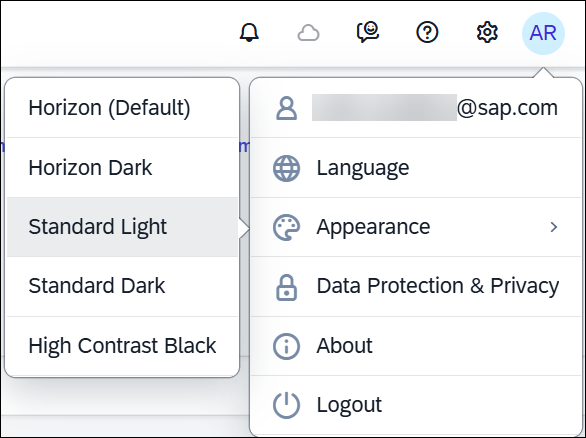 AR
Horizon (Default)
Horizon Dark
Standard Light
Standard Dark
High Contrast Black
@sap.com
Language
Appearance
Data Protection & Privacy
About
Logout